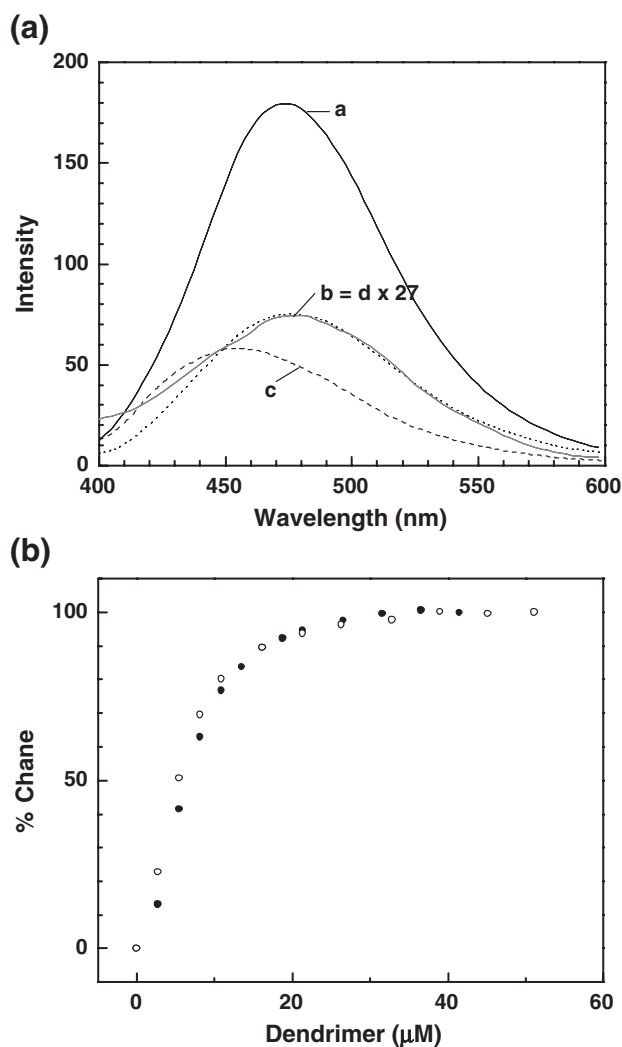 (a)
200
150
100
50
0
a
b = d x 27
c
Intensity
400 450 500 550 600
Wavelength (nm)
(b)
100
50
0
% Chane
0 20 40 60
Dendrimer (μM)